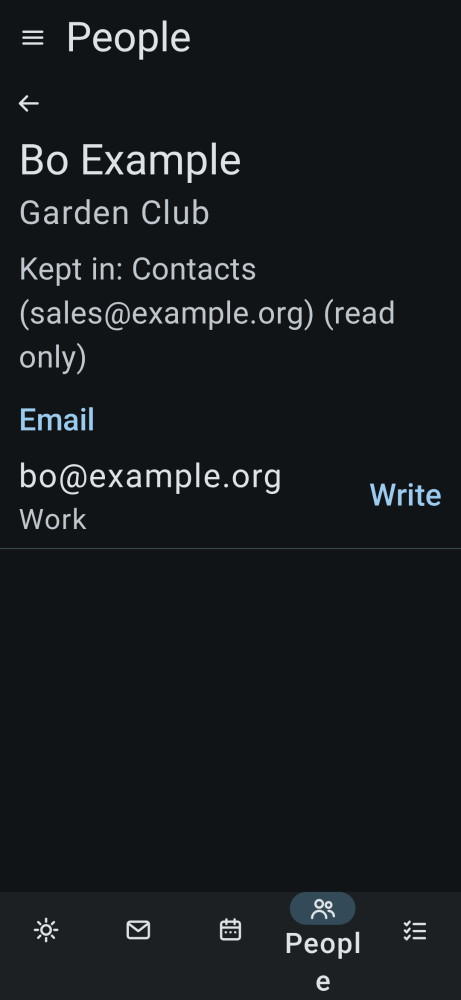 People
Bo Example
Garden Club
Kept in: Contacts
(sales@example.org) (read
only)
Email
bo@example.org
Write
Work
Peopl
e